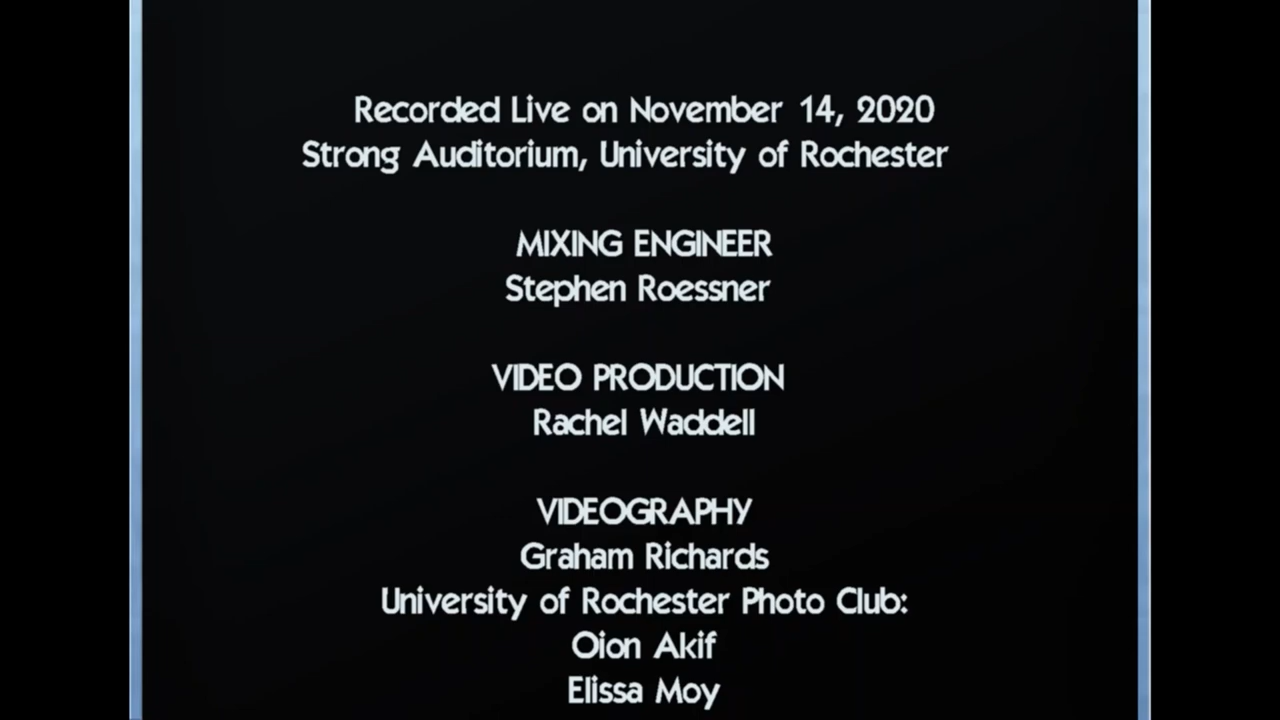 Recorded Live on November 14, 2020
Strong Auditorium, University of Rochester
MIXING ENGINEER
Stephen Roessner
VIDEO PRODUCTION
Rachel Waddell
VIDEOGRAPHY
Graham Richards
University of Rochester Photo Club:
Oion Akif
Elissa Moy